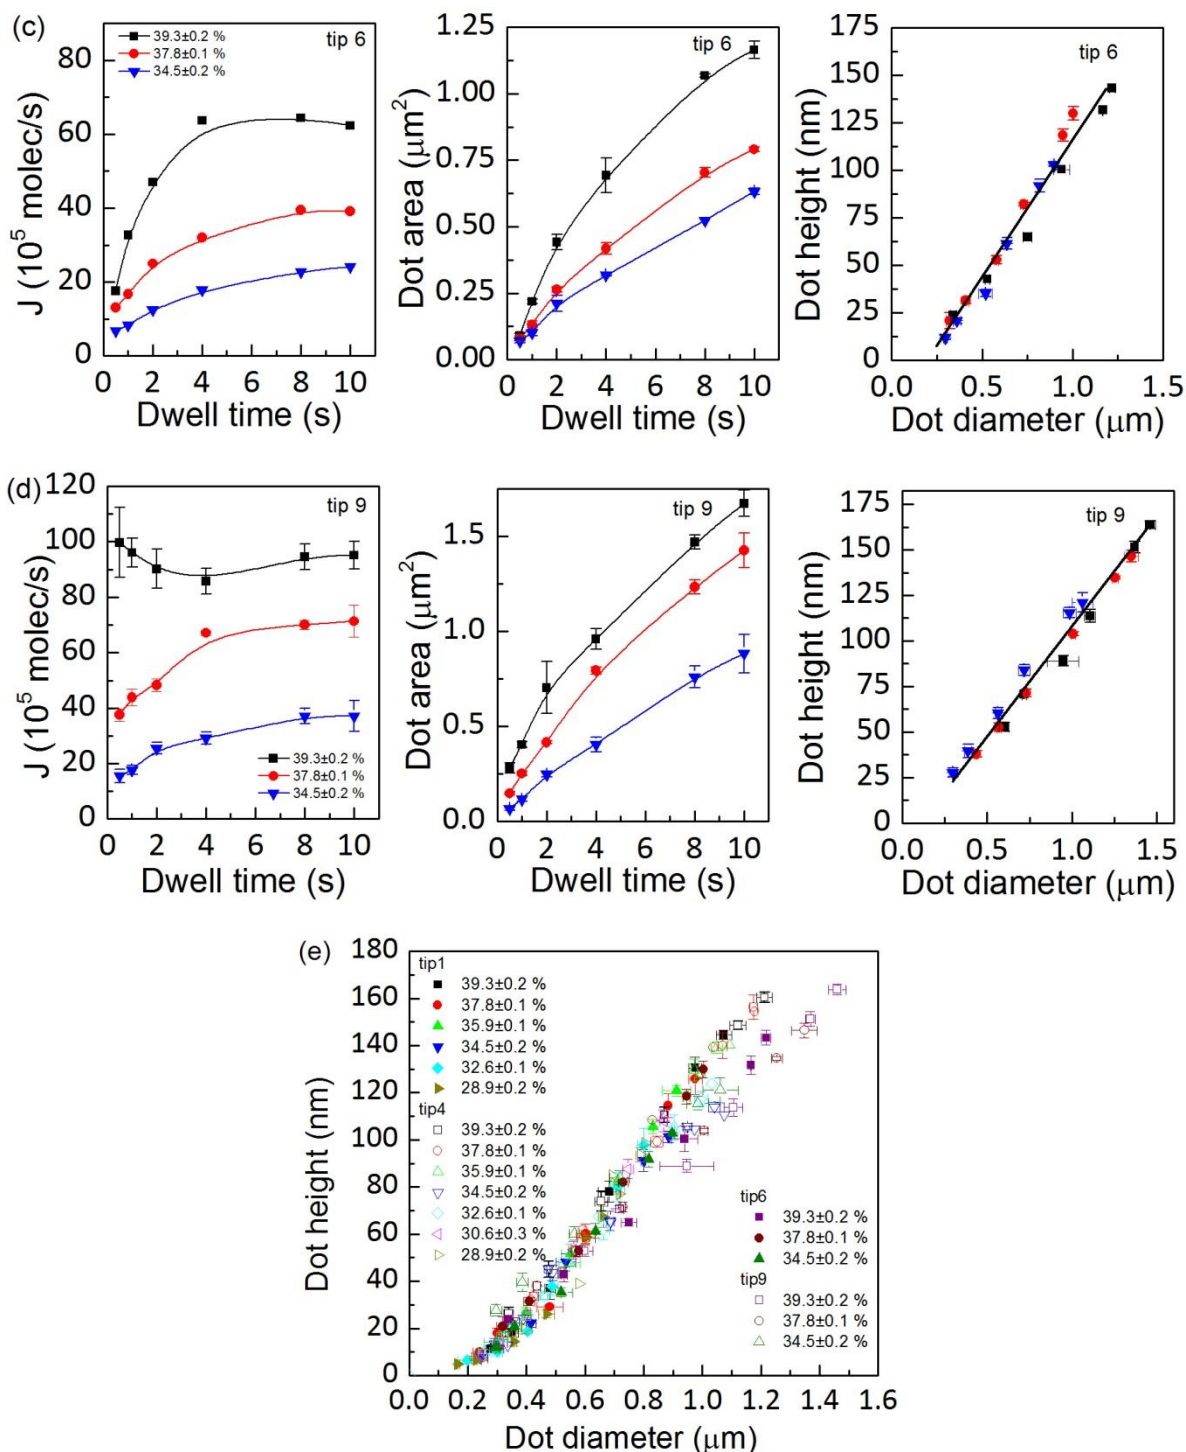 (c)
80
60
40
20
0
J (10⁵ molec/s)
39.3±0.2 %
37.8±0.1 %
34.5±0.2 %
tip 6
0 2 4 6 8 10
Dwell time (s)
1.25
1.00
0.75
0.50
0.25
0.00
Dot area (μm²)
tip 6
0 2 4 6 8 10
Dwell time (s)
175
150
125
100
75
50
25
0
Dot height (nm)
tip 6
0.0 0.5 1.0 1.5
Dot diameter (μm)
(d)
120
100
80
60
40
20
0
J (10⁵ molec/s)
tip 9
39.3±0.2 %
37.8±0.1 %
34.5±0.2 %
0 2 4 6 8 10
Dwell time (s)
1.5
1.0
0.5
0.0
Dot area (μm²)
tip 9
0 2 4 6 8 10
Dwell time (s)
175
150
125
100
75
50
25
0
Dot height (nm)
tip 9
0.0 0.5 1.0 1.5
Dot diameter (μm)
(e)
180
160
140
120
100
80
60
40
20
0
Dot height (nm)
tip1
39.3±0.2 %
37.8±0.1 %
35.9±0.1 %
34.5±0.2 %
32.6±0.1 %
28.9±0.2 %
tip4
39.3±0.2 %
37.8±0.1 %
35.9±0.1 %
34.5±0.2 %
32.6±0.1 %
30.6±0.3 %
28.9±0.2 %
tip6
39.3±0.2 %
37.8±0.1 %
34.5±0.2 %
tip9
39.3±0.2 %
37.8±0.1 %
34.5±0.2 %
0.0 0.2 0.4 0.6 0.8 1.0 1.2 1.4 1.6
Dot diameter (μm)